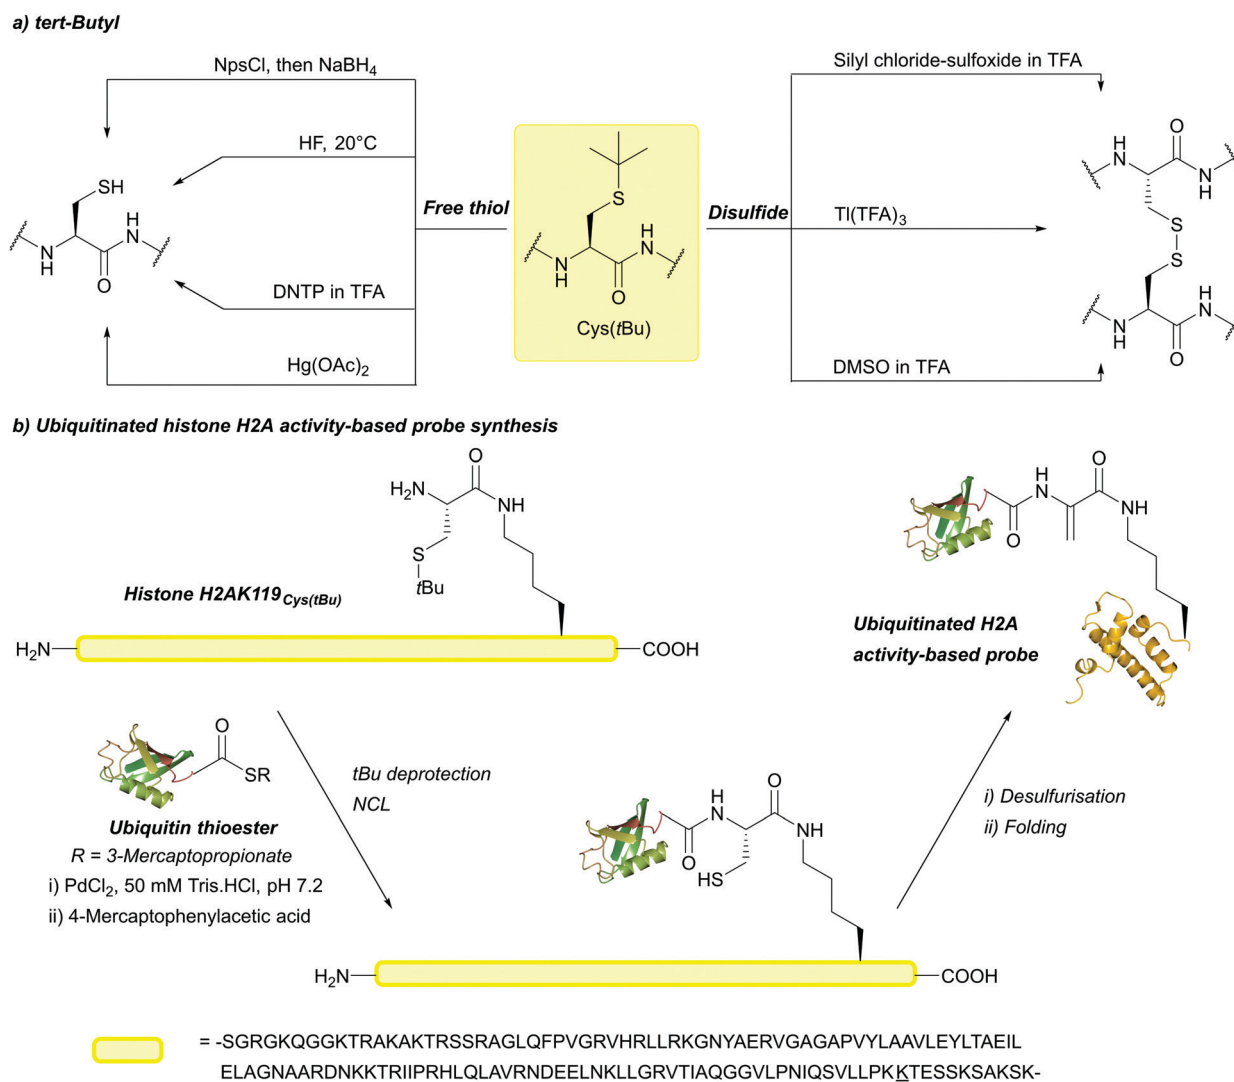 a) tert-Butyl
NpsCl, then NaBH4
HF, 20°C
DNTP in TFA
Hg(OAc)2
SH
N
H
O
H
N
Free thiol
S
N
H
O
H
N
Cys(tBu)
Disulfide
Silyl chloride-sulfoxide in TFA
Tl(TFA)3
DMSO in TFA
H
N
O
N
H
S
S
N
H
O
H
N
b) Ubiquitinated histone H2A activity-based probe synthesis
O
H2N
NH
S
tBu
Histone H2AK119Cys(tBu)
H2N
COOH
O
SR
Ubiquitin thioester
R = 3-Mercaptopropionate
i) PdCl2, 50 mM Tris.HCl, pH 7.2
ii) 4-Mercaptophenylacetic acid
tBu deprotection
NCL
O
H
N
O
NH
HS
H2N
COOH
i) Desulfurisation
ii) Folding
O
H
N
O
NH
Ubiquitinated H2A
activity-based probe
= -SGRGKQGGKTRAKAKTRSSRAGLQFPVGRVHRLLRKGNYAERVGAGAPVYLAAVLEYLTAEIL
ELAGNAARDNKKTRIIPRHLQLAVRNDEELNKLLGRVTIAQGGVLPNIQSVLLPKKTESSKSAKSK-